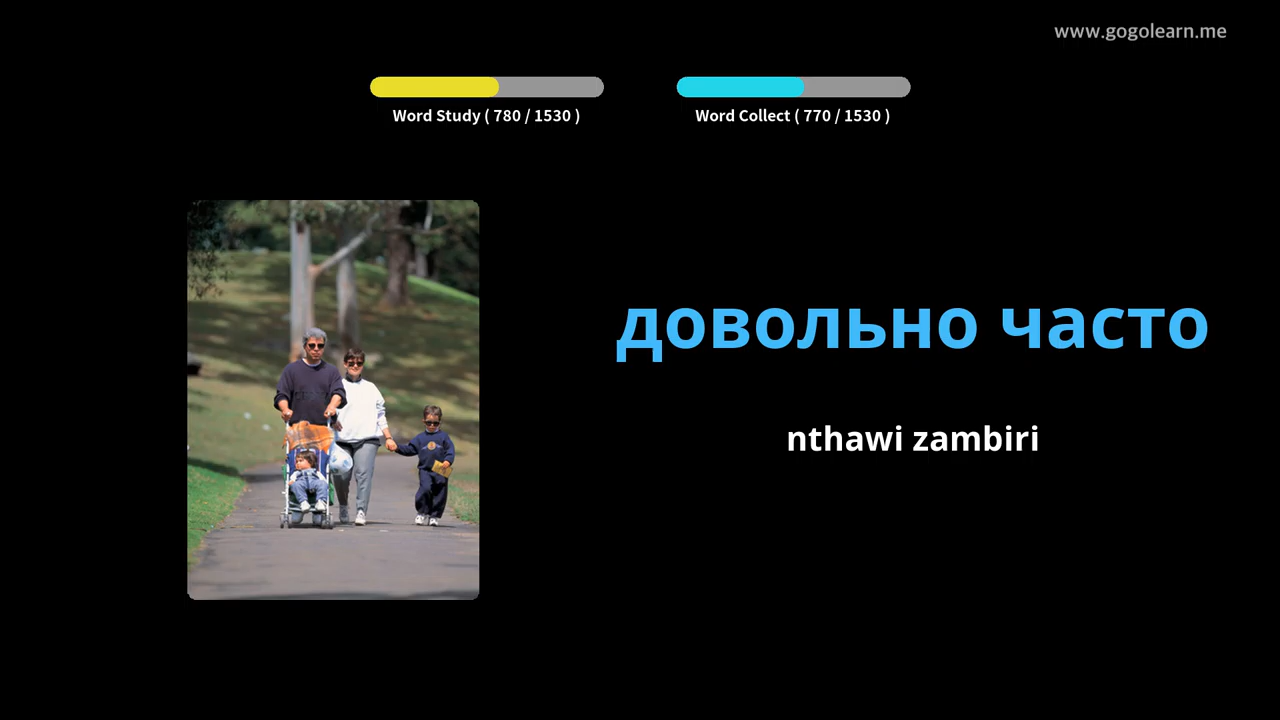 www.gogolearn.me
Word Study ( 780 / 1530 )
Word Collect ( 770 / 1530 )
довольно часто
nthawi zambiri